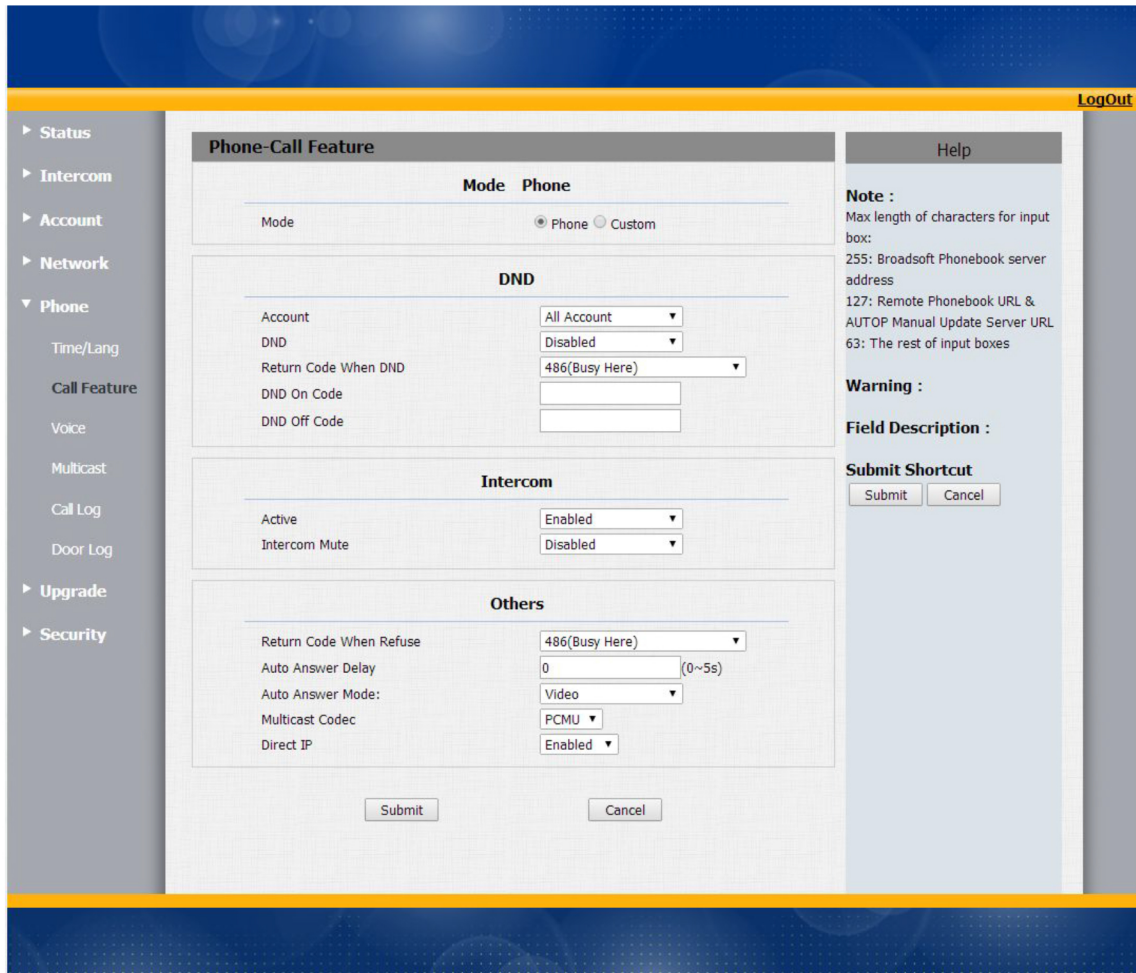 LogOut
Status
Intercom
Account
Network
Phone
Time/Lang
Call Feature
Voice
Multicast
Call Log
Door Log
Upgrade
Security
Phone-Call Feature
Mode Phone
Mode Phone Custom
DND
Account All Account
DND Disabled
Return Code When DND 486(Busy Here)
DND On Code
DND Off Code
Intercom
Active Enabled
Intercom Mute Disabled
Others
Return Code When Refuse 486(Busy Here)
Auto Answer Delay 0 (0~5s)
Auto Answer Mode: Video
Multicast Codec PCMU
Direct IP Enabled
Submit Cancel
Help
Note :
Max length of characters for input
box:
255: Broadsoft Phonebook server
address
127: Remote Phonebook URL &
AUTOP Manual Update Server URL
63: The rest of input boxes
Warning :
Field Description :
Submit Shortcut
Submit Cancel